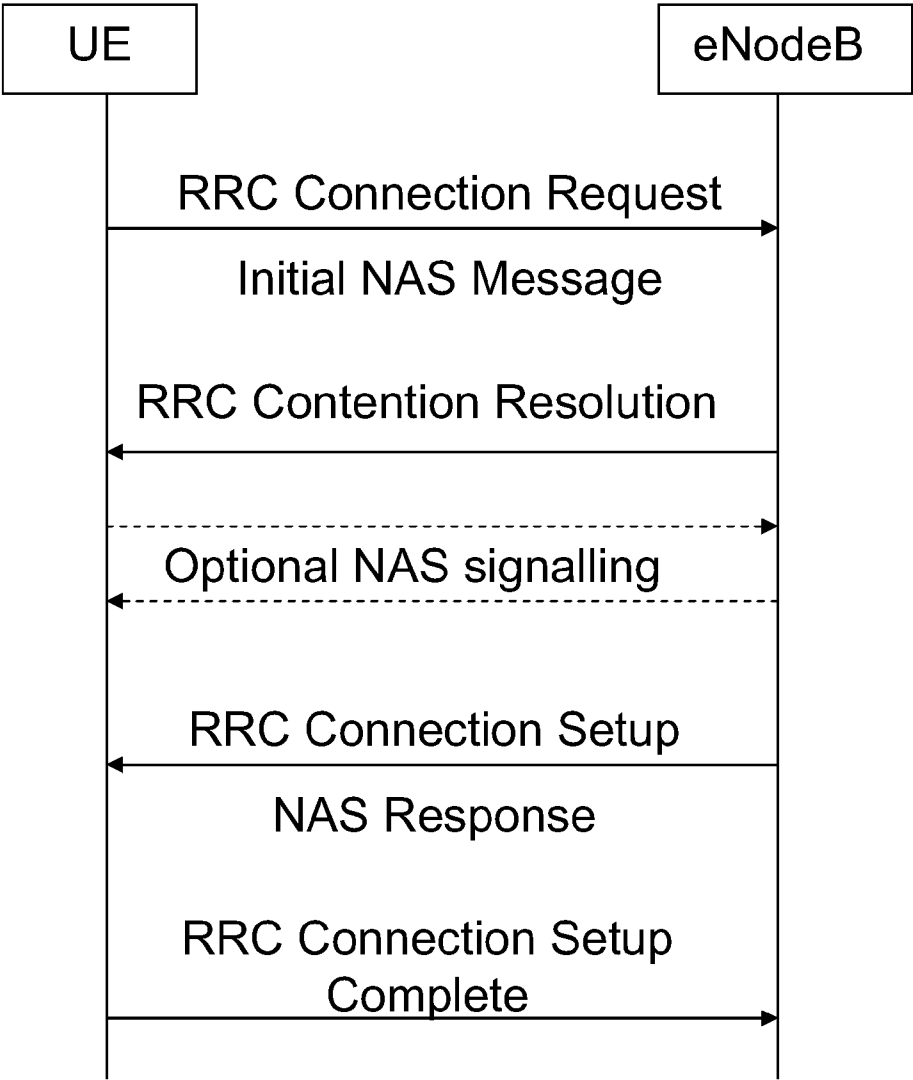 UE
eNodeB
RRC Connection Request
Initial NAS Message
RRC Contention Resolution
Optional NAS signalling
RRC Connection Setup
NAS Response
RRC Connection Setup
Complete